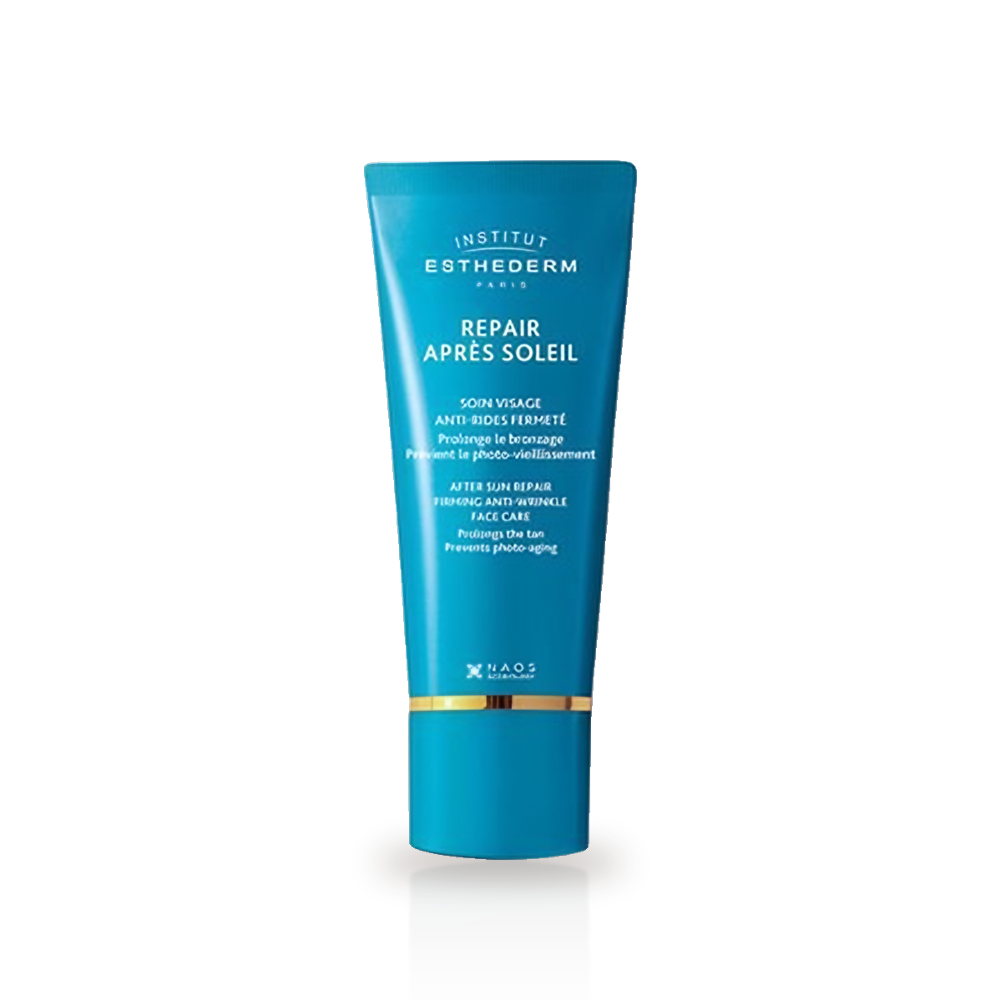 INSTITUT
ESTHEDERM
PARIS
REPAIR
APRÈS SOLEIL
SOIN VISAGE
ANTI-RIDES FERMETÉ
Prolonge le bronzage
Prévient le photo-vieillissement
AFTER SUN REPAIR
FIRMING ANTI-WRINKLE
FACE CARE
Prolongs the tan
Prevents photo-aging
NAOS